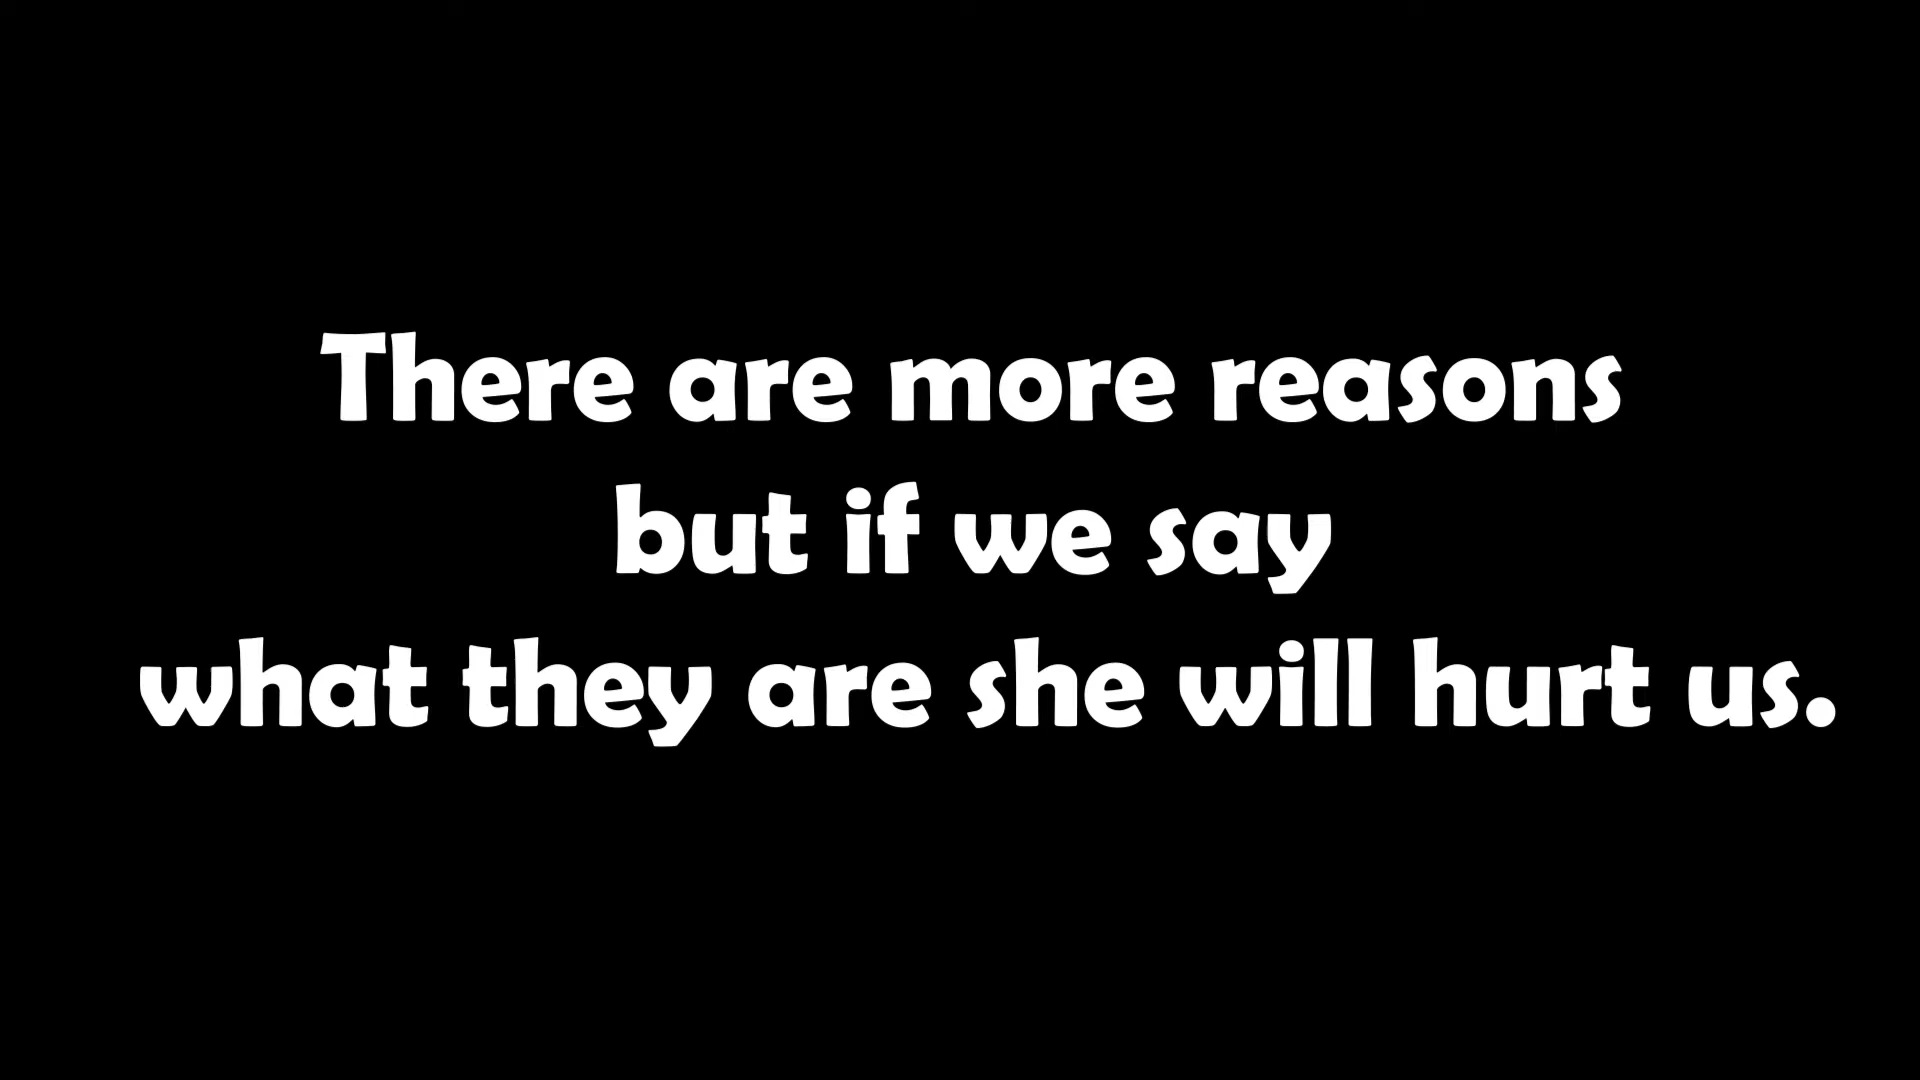 There are more reasons
but if we say
what they are she will hurt us.